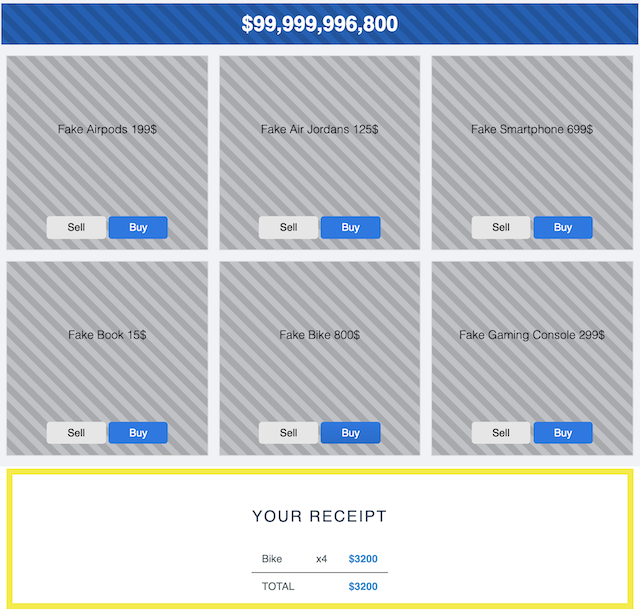 $99,999,996,800
Fake Airpods 199$
Fake Air Jordans 125$
Fake Smartphone 699$
Sell Buy
Sell Buy
Sell Buy
Fake Book 15$
Fake Bike 800$
Fake Gaming Console 299$
Sell Buy
Sell Buy
Sell Buy
YOUR RECEIPT
Bike x4 $3200
TOTAL $3200